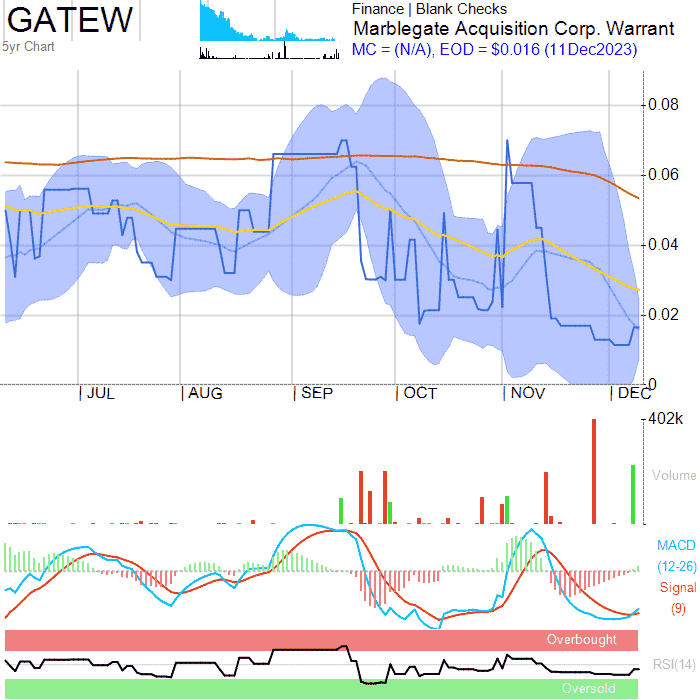 GATEW
5yr Chart
Finance | Blank Checks
Marblegate Acquisition Corp. Warrant
MC = (N/A), EOD = $0.016 (11Dec2023)
0.08
0.06
0.04
0.02
0
| JUL
| AUG
| SEP
| OCT
| NOV
| DEC
402k
Volume
MACD
(12-26)
Signal
(9)
Overbought
RSI(14)
Oversold